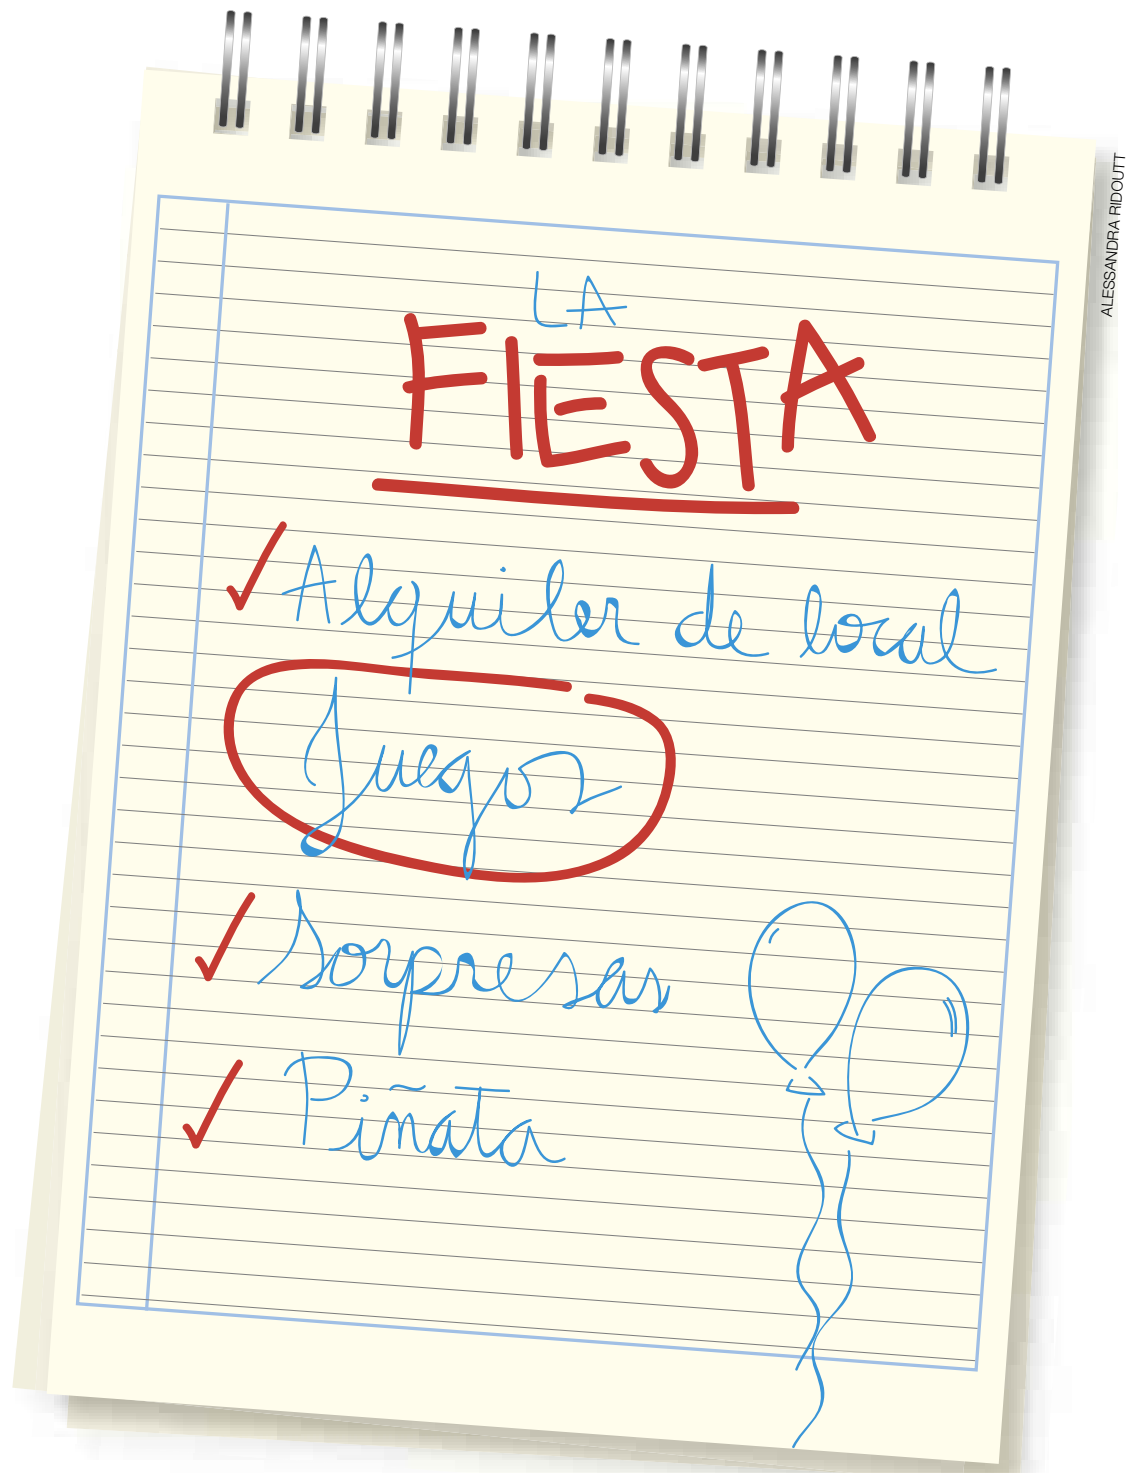 LA
FIESTA
Alquiler de local
Juegos
Sorpresas
Piñata
ALESSANDRA RIDOUTT